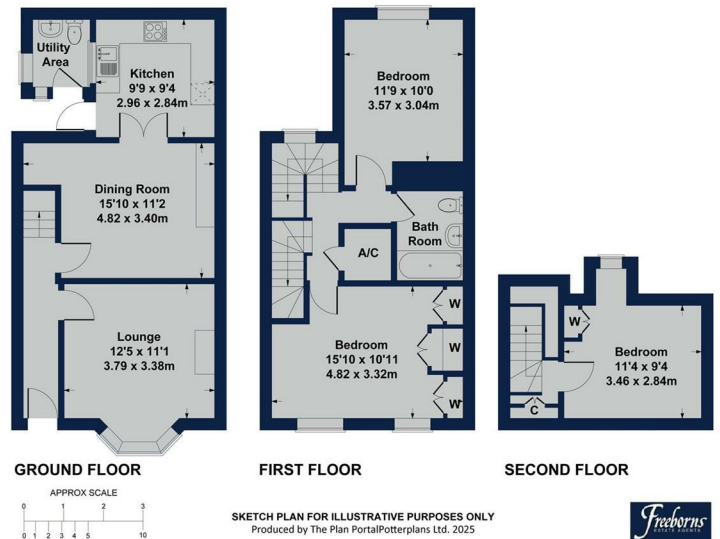 Utility
Area
Kitchen
9'9 x 9'4
2.96 x 2.84m
Dining Room
15'10 x 11'2
4.82 x 3.40m
Lounge
12'5 x 11'1
3.79 x 3.38m
GROUND FLOOR
Bedroom
11'9 x 10'0
3.57 x 3.04m
Bath
Room
A/C
Bedroom
15'10 x 10'11
4.82 x 3.32m
W
W
W
FIRST FLOOR
W
Bedroom
11'4 x 9'4
3.46 x 2.84m
C
SECOND FLOOR
APPROX SCALE
0 1 2 3
0 1 2 3 4 5 10
SKETCH PLAN FOR ILLUSTRATIVE PURPOSES ONLY
Produced by The Plan PortalPotterplans Ltd. 2025
Freeborns
ESTATE AGENTS